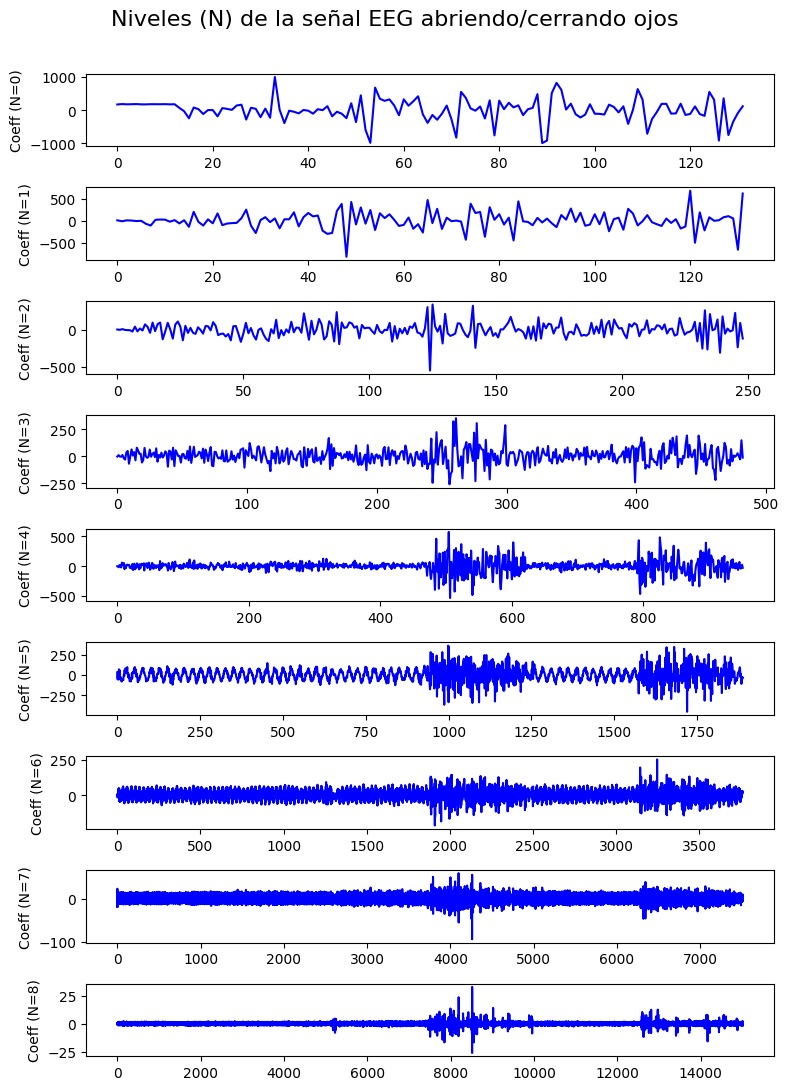 Niveles (N) de la señal EEG abriendo/cerrando ojos
Coeff (N=0)
1000
0
−1000
0 20 40 60 80 100 120
Coeff (N=1)
500
0
−500
0 20 40 60 80 100 120
Coeff (N=2)
0
−500
0 50 100 150 200 250
Coeff (N=3)
250
0
−250
0 100 200 300 400 500
Coeff (N=4)
500
0
−500
0 200 400 600 800
Coeff (N=5)
250
0
−250
0 250 500 750 1000 1250 1500 1750
Coeff (N=6)
250
0
0 500 1000 1500 2000 2500 3000 3500
Coeff (N=7)
0
−100
0 1000 2000 3000 4000 5000 6000 7000
Coeff (N=8)
25
0
−25
0 2000 4000 6000 8000 10000 12000 14000